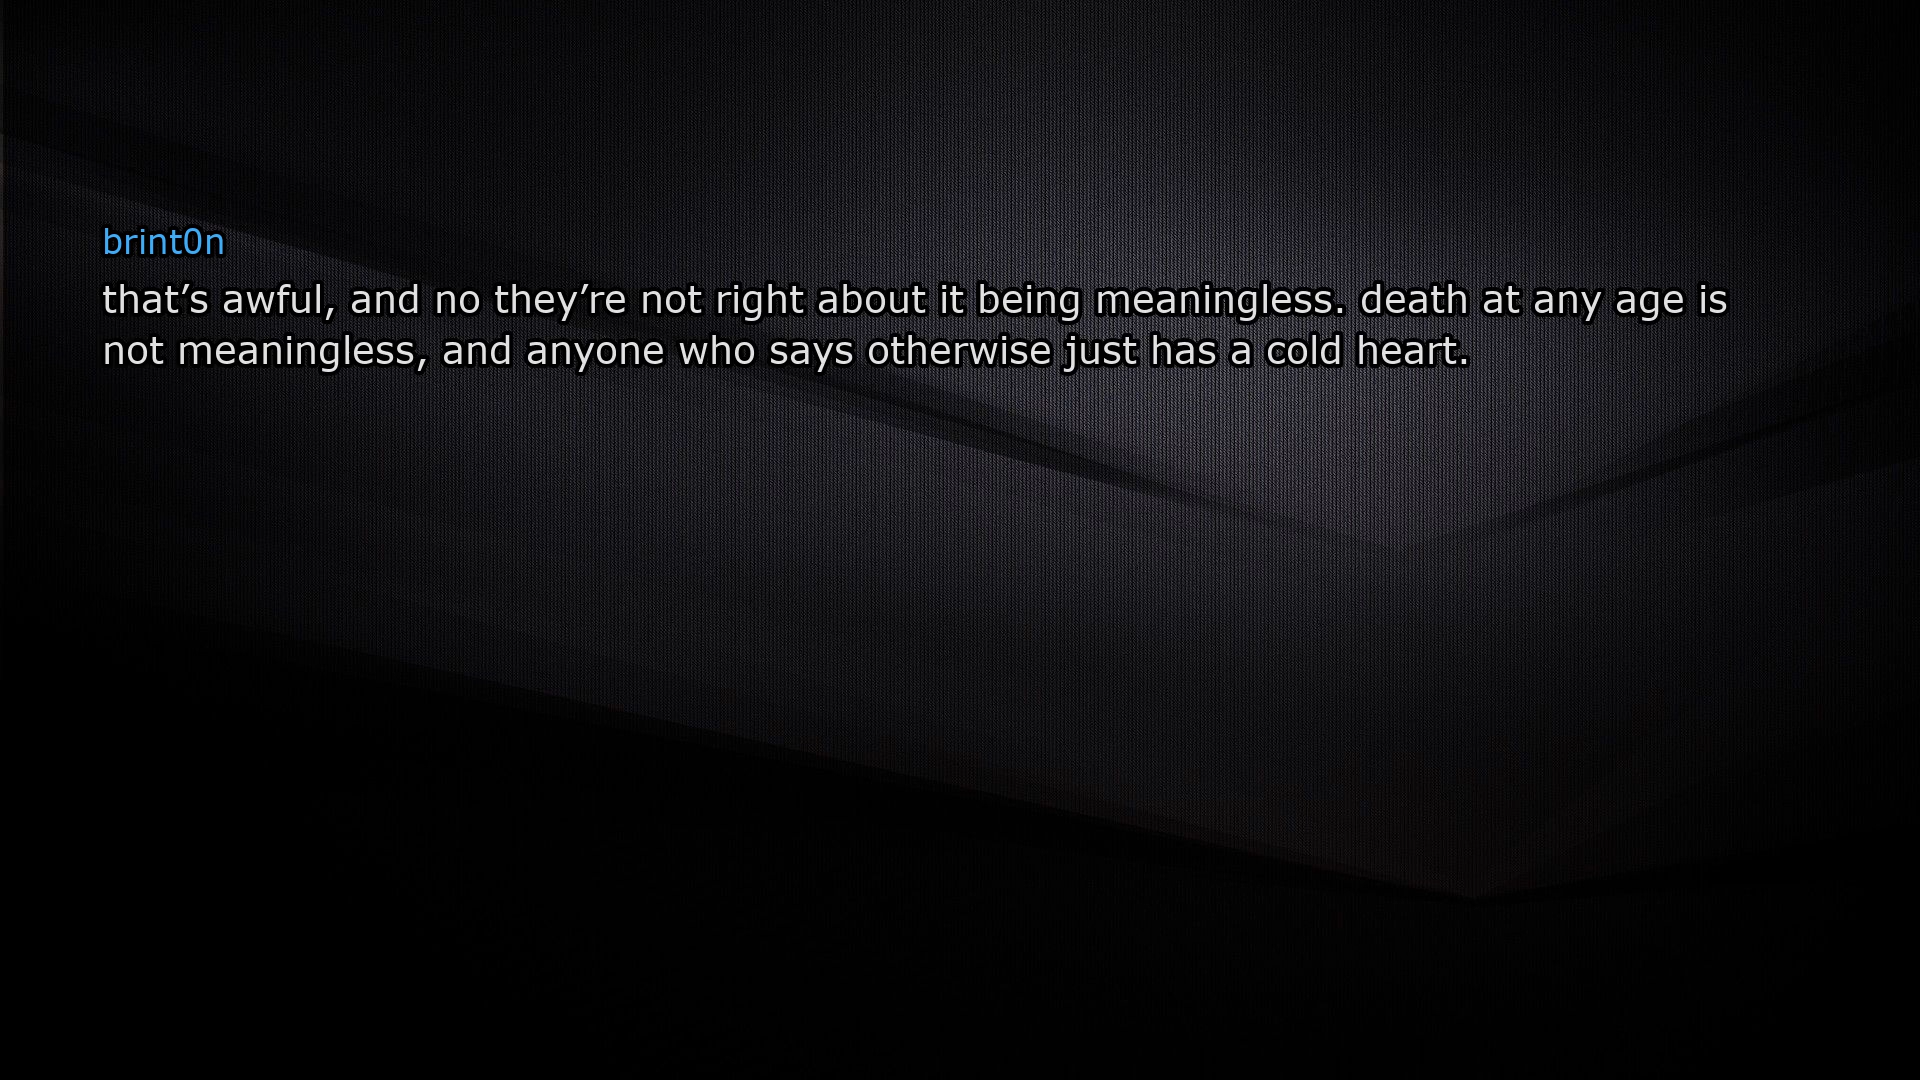 brint0n
that’s awful, and no they’re not right about it being meaningless. death at any age is
not meaningless, and anyone who says otherwise just has a cold heart.